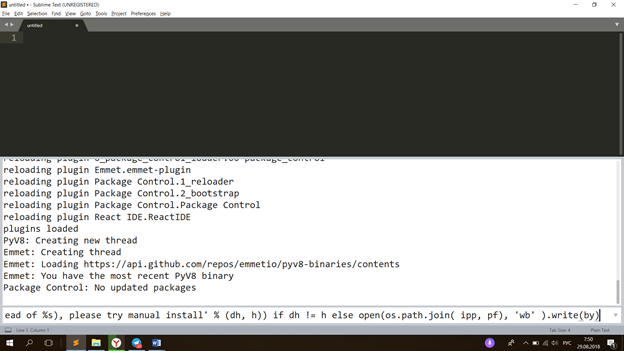 untitled • - Sublime Text (UNREGISTERED)
File Edit Selection Find View Goto Tools Project Preferences Help
untitled
1
reloading plugin 0_package_control_loader.00-package_control
reloading plugin Emmet.emmet-plugin
reloading plugin Package Control.1_reloader
reloading plugin Package Control.2_bootstrap
reloading plugin Package Control.Package Control
reloading plugin React IDE.ReactIDE
plugins loaded
PyV8: Creating new thread
Emmet: Creating thread
Emmet: Loading https://api.github.com/repos/emmetio/pyv8-binaries/contents
Emmet: You have the most recent PyV8 binary
Package Control: No updated packages
ead of %s), please try manual install' % (dh, h)) if dh != h else open(os.path.join( ipp, pf), 'wb' ).write(by)
Line 1, Column 1 Tab Size: 4 Plain Text
РУС 7:50
29.08.2018